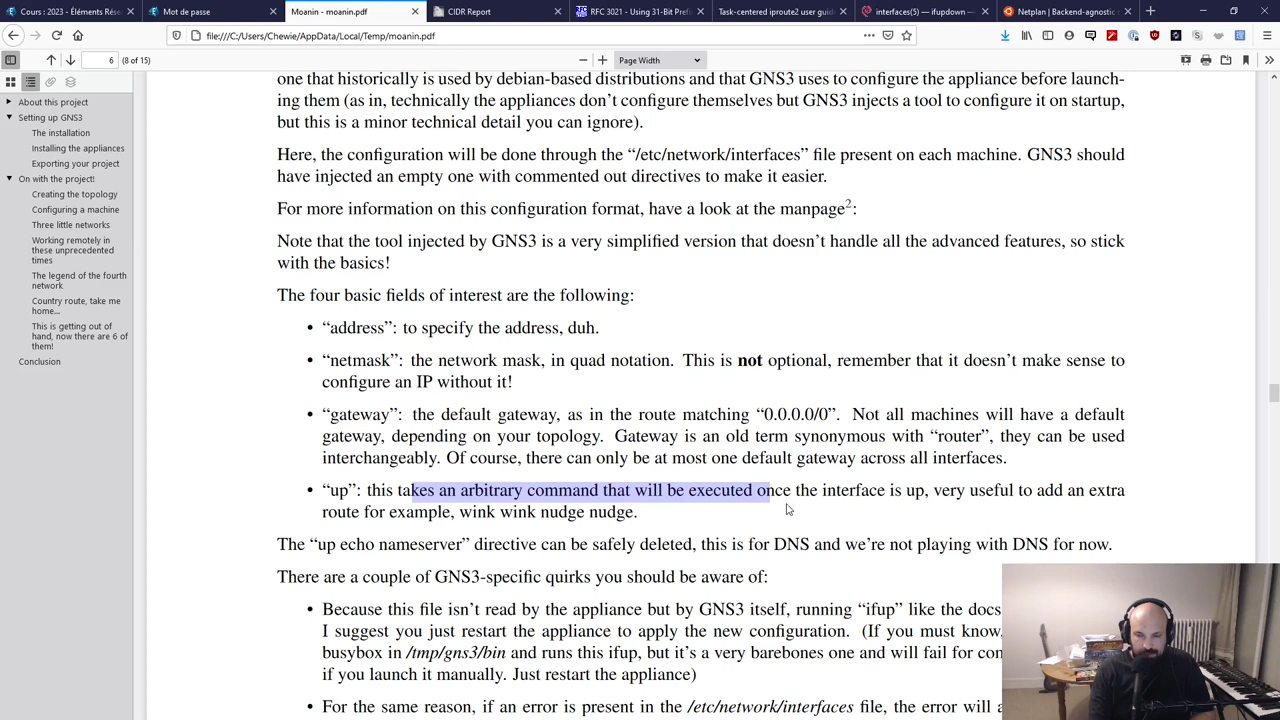 Cours : 2023 - Éléments Rése
Mot de passe
Moanin - moanin.pdf
CIDR Report
RFC 3021 - Using 31-Bit Prefi
Task-centered iproute2 user guid
interfaces(5) — ifupdown —
Netplan | Backend-agnostic n
file:///C:/Users/Chewie/AppData/Local/Temp/moanin.pdf
6 (8 of 15)
Page Width
About this project
Setting up GNS3
The installation
Installing the appliances
Exporting your project
On with the project!
Creating the topology
Configuring a machine
Three little networks
Working remotely in
these unprecedented
times
The legend of the fourth
network
Country route, take me
home...
This is getting out of
hand, now there are 6 of
them!
Conclusion
one that historically is used by debian-based distributions and that GNS3 uses to configure the appliance before launch-
ing them (as in, technically the appliances don't configure themselves but GNS3 injects a tool to configure it on startup,
but this is a minor technical detail you can ignore).
Here, the configuration will be done through the “/etc/network/interfaces” file present on each machine. GNS3 should
have injected an empty one with commented out directives to make it easier.
For more information on this configuration format, have a look at the manpage2:
Note that the tool injected by GNS3 is a very simplified version that doesn't handle all the advanced features, so stick
with the basics!
The four basic fields of interest are the following:
• “address”: to specify the address, duh.
• “netmask”: the network mask, in quad notation. This is not optional, remember that it doesn't make sense to
configure an IP without it!
• “gateway”: the default gateway, as in the route matching “0.0.0.0/0”. Not all machines will have a default
gateway, depending on your topology. Gateway is an old term synonymous with “router”, they can be used
interchangeably. Of course, there can only be at most one default gateway across all interfaces.
• “up”: this takes an arbitrary command that will be executed once the interface is up, very useful to add an extra
route for example, wink wink nudge nudge.
The “up echo nameserver” directive can be safely deleted, this is for DNS and we're not playing with DNS for now.
There are a couple of GNS3-specific quirks you should be aware of:
• Because this file isn't read by the appliance but by GNS3 itself, running “ifup” like the docs
I suggest you just restart the appliance to apply the new configuration. (If you must know,
busybox in /tmp/gns3/bin and runs this ifup, but it's a very barebones one and will fail for con
if you launch it manually. Just restart the appliance)
• For the same reason, if an error is present in the /etc/network/interfaces file, the error will a